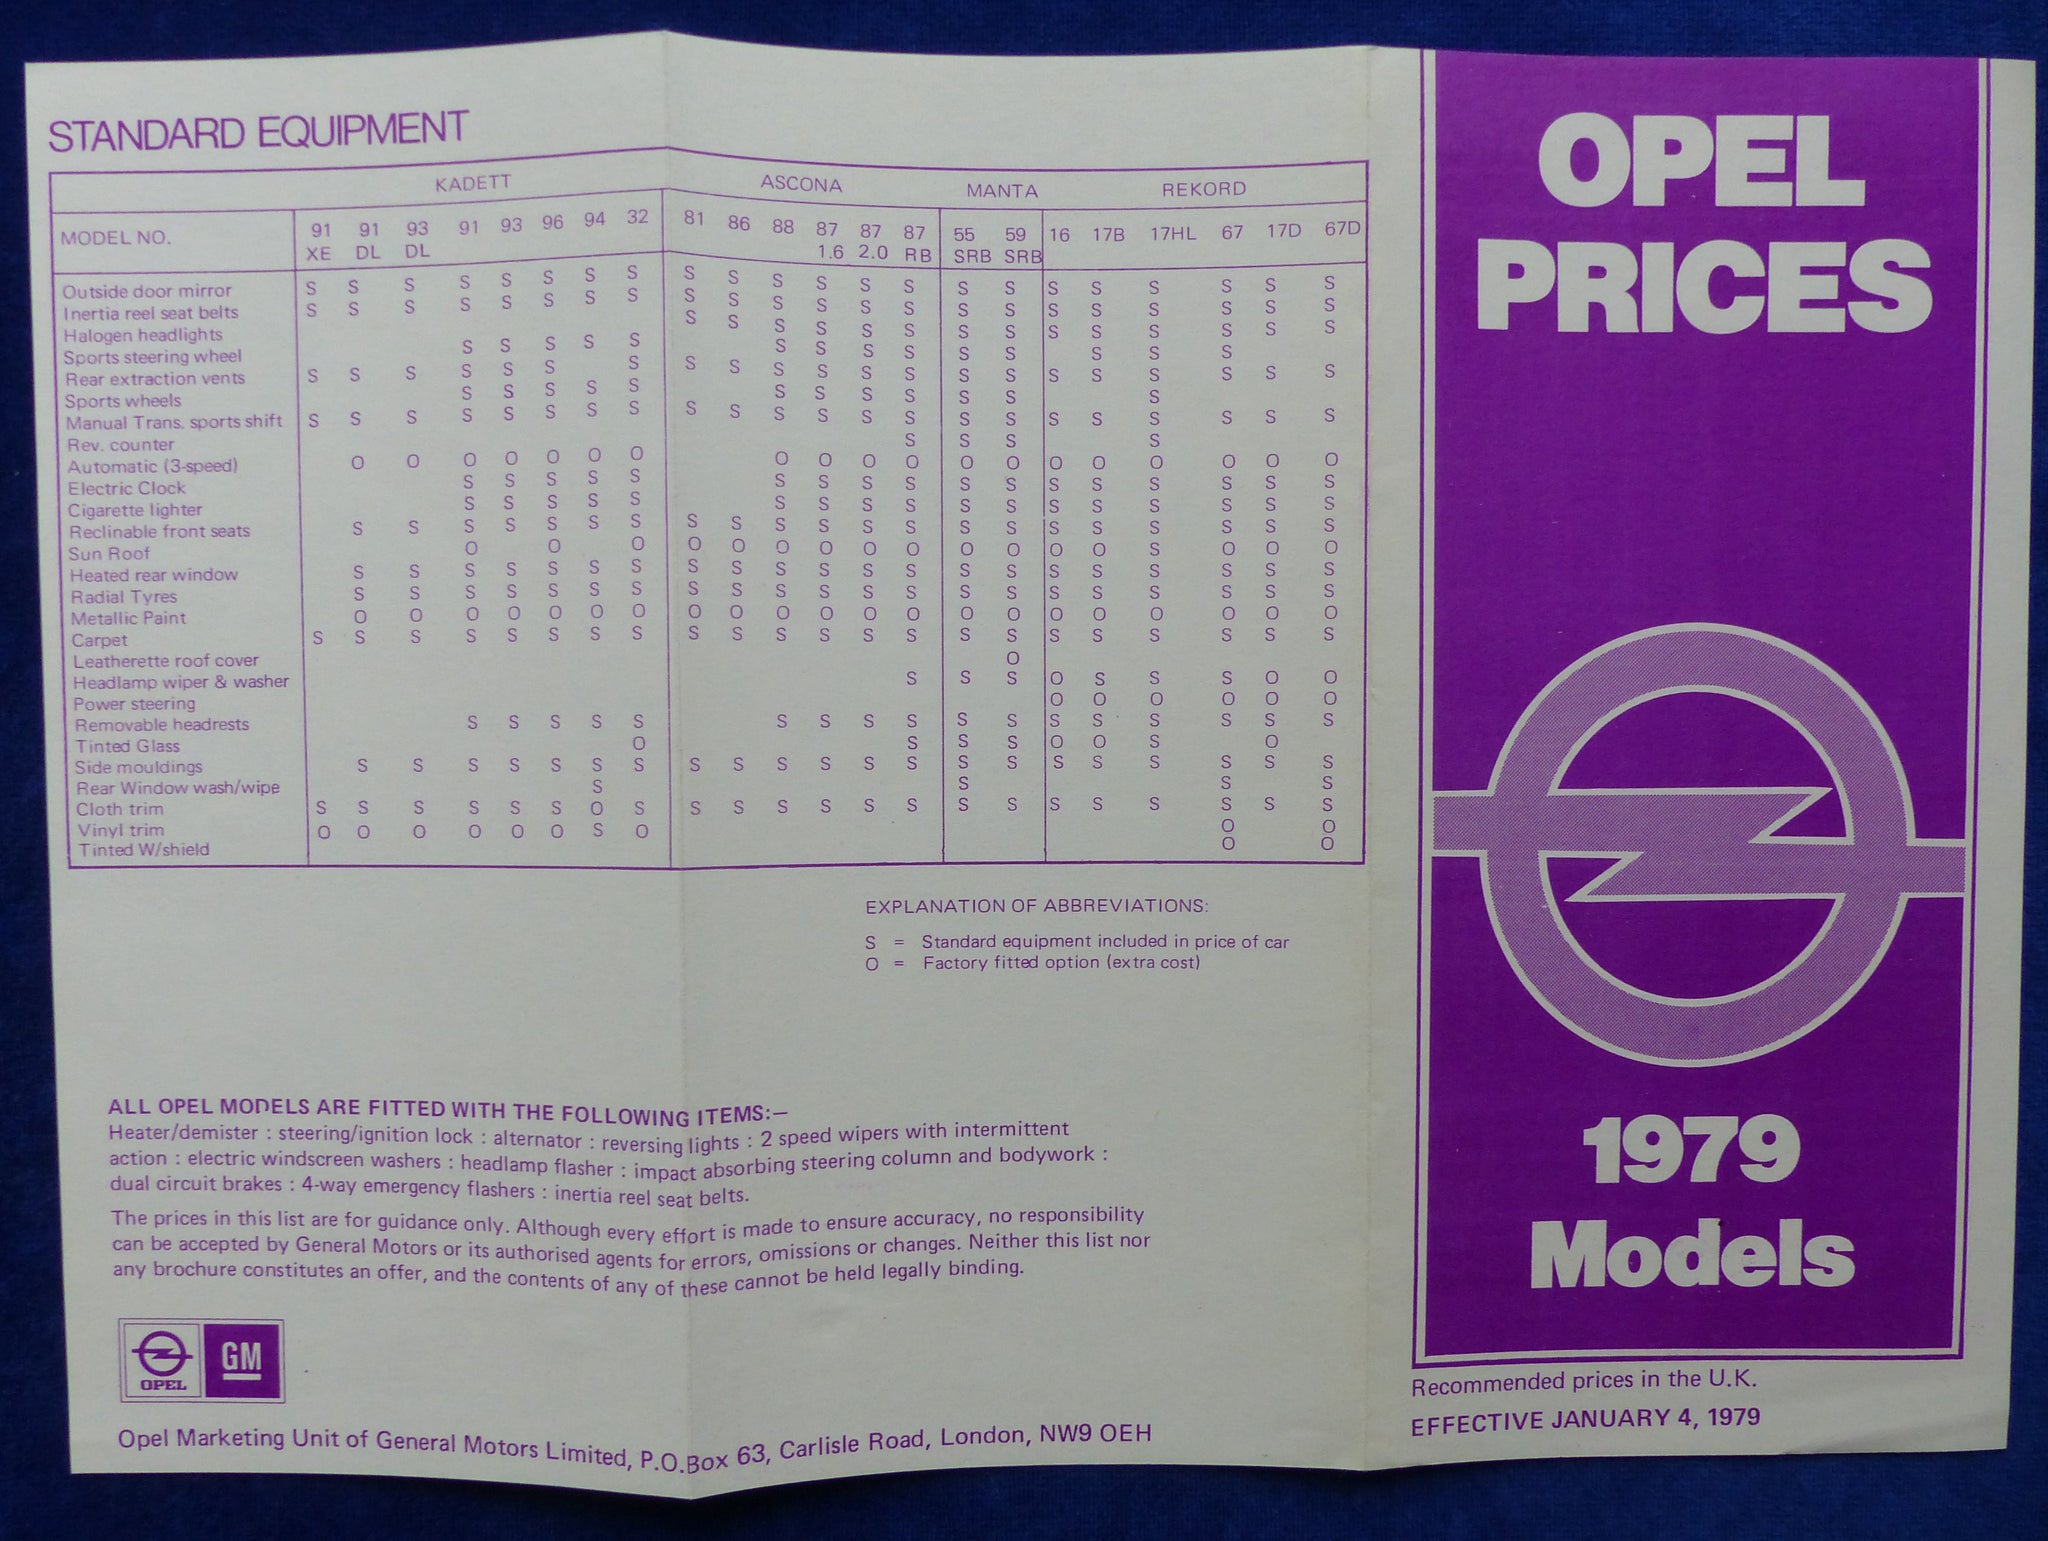 STANDARD EQUIPMENT
KADETT ASCONA MANTA REKORD
MODEL NO. 91 XE 91 DL 93 DL 91 93 96 94 32 81 86 88 87 1.6 87 2.0 87 RB 55 SRB 59 SRB 16 17B 17HL 67 17D 67D
Outside door mirror S S S S S S S S S S S S S S S S S S S S S S
Inertia reel seat belts S S S S S S S S S S S S S S S S S S S S S S
Halogen headlights S S S S S S S S S S S S S S
Sports steering wheel S S S S S S S S S S S S S S
Rear extraction vents S S S S S S S S S S S S S S S S S S S S S
Sports wheels S S S S S S S S S S S S
Manual Trans. sports shift S S S S S S S S S S S S S S S S S S S S S S
Rev. counter S S S S
Automatic (3-speed) O O O O O O O O O O O O O O O O O O O
Electric Clock S S S S S S S S S S S S S S S S S
Cigarette lighter S S S S S S S S S S S S S S S S S
Reclinable front seats S S S S S S S S S S S S S S S S S S S S S
Sun Roof O O O O O O O O O O O O O S O O O
Heated rear window S S S S S S S S S S S S S S S S S S S S S
Radial Tyres S S S S S S S S S S S S S S S S S S S S S
Metallic Paint O O O O O O O O O O O O O O O O O O O O O
Carpet S S S S S S S S S S S S S S S S S S S S S S
Leatherette roof cover O
Headlamp wiper & washer S S S O S S S O O
Power steering O O O O O O
Removable headrests S S S S S S S S S S S S S S S S S
Tinted Glass O S S S O O S O
Side mouldings S S S S S S S S S S S S S S S S S S S S S
Rear Window wash/wipe S S S S
Cloth trim S S S S S S O S S S S S S S S S S S S S S S
Vinyl trim O O O O O O S O O O
Tinted W/shield O O
EXPLANATION OF ABBREVIATIONS:
S = Standard equipment included in price of car
O = Factory fitted option (extra cost)
ALL OPEL MODELS ARE FITTED WITH THE FOLLOWING ITEMS:—
Heater/demister : steering/ignition lock : alternator : reversing lights : 2 speed wipers with intermittent
action : electric windscreen washers : headlamp flasher : impact absorbing steering column and bodywork :
dual circuit brakes : 4-way emergency flashers : inertia reel seat belts.
The prices in this list are for guidance only. Although every effort is made to ensure accuracy, no responsibility
can be accepted by General Motors or its authorised agents for errors, omissions or changes. Neither this list nor
any brochure constitutes an offer, and the contents of any of these cannot be held legally binding.
OPEL GM
Opel Marketing Unit of General Motors Limited, P.O.Box 63, Carlisle Road, London, NW9 OEH
OPEL
PRICES
1979
Models
Recommended prices in the U.K.
EFFECTIVE JANUARY 4, 1979